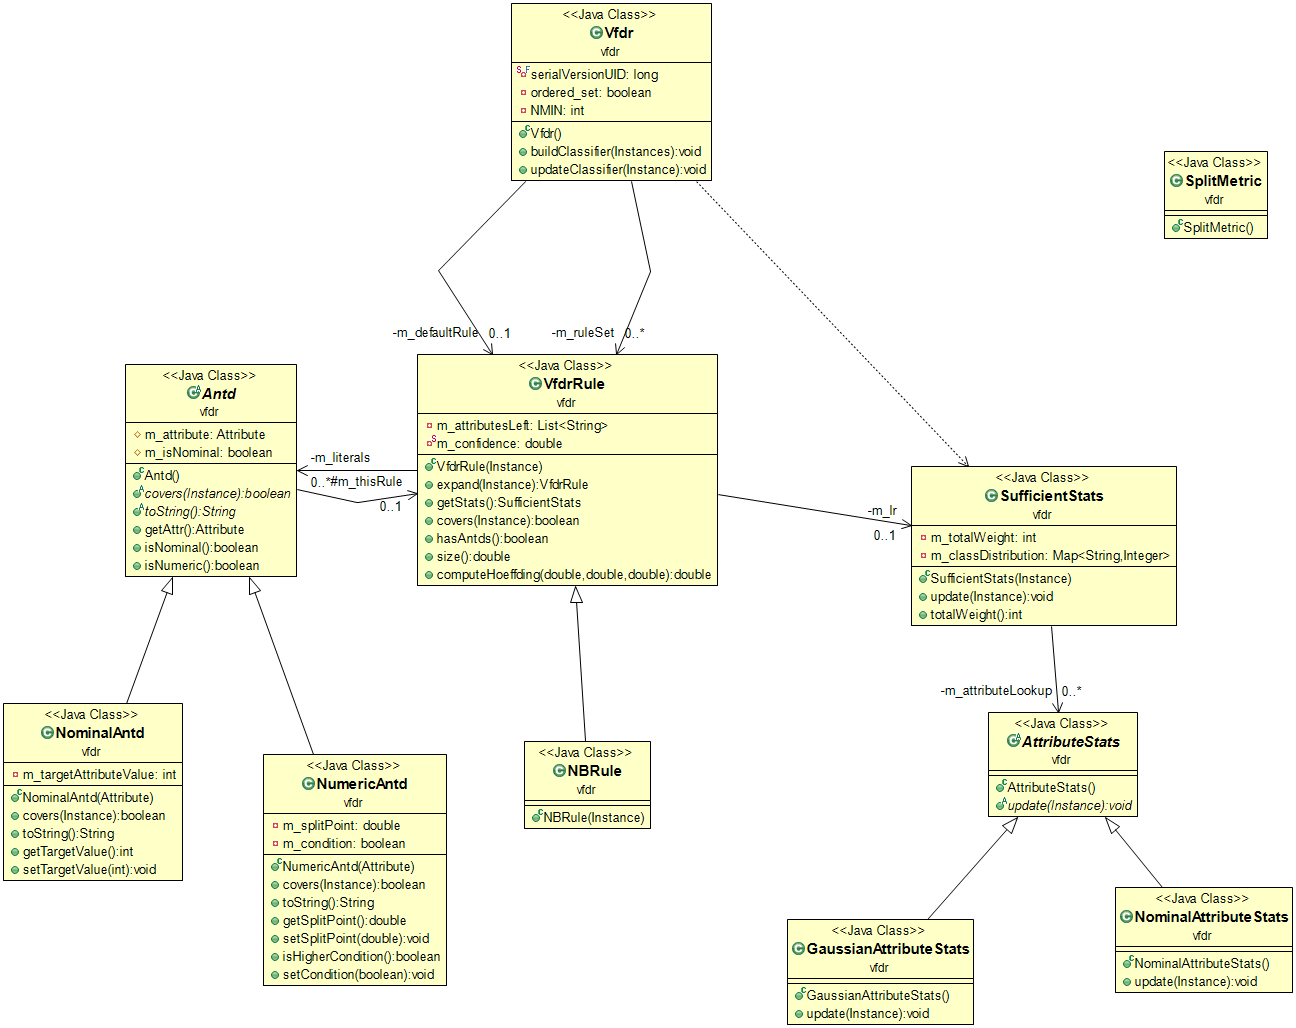 <<Java Class>>
Vfdr
vfdr
serialVersionUID: long
ordered_set: boolean
NMIN: int
Vfdr()
buildClassifier(Instances):void
updateClassifier(Instance):void
<<Java Class>>
SplitMetric
vfdr
SplitMetric()
-m_defaultRule 0..1
-m_ruleSet 0..*
<<Java Class>>
Antd
vfdr
m_attribute: Attribute
m_isNominal: boolean
Antd()
covers(Instance):boolean
toString():String
getAttr():Attribute
isNominal():boolean
isNumeric():boolean
-m_literals
0..*
#m_thisRule
0..1
<<Java Class>>
VfdrRule
vfdr
m_attributesLeft: List<String>
m_confidence: double
VfdrRule(Instance)
expand(Instance):VfdrRule
getStats():SufficientStats
covers(Instance):boolean
hasAntds():boolean
size():double
computeHoeffding(double,double,double):double
-m_lr
0..1
<<Java Class>>
SufficientStats
vfdr
m_totalWeight: int
m_classDistribution: Map<String,Integer>
SufficientStats(Instance)
update(Instance):void
totalWeight():int
-m_attributeLookup 0..*
<<Java Class>>
NominalAntd
vfdr
m_targetAttributeValue: int
NominalAntd(Attribute)
covers(Instance):boolean
toString():String
getTargetValue():int
setTargetValue(int):void
<<Java Class>>
NumericAntd
vfdr
m_splitPoint: double
m_condition: boolean
NumericAntd(Attribute)
covers(Instance):boolean
toString():String
getSplitPoint():double
setSplitPoint(double):void
isHigherCondition():boolean
setCondition(boolean):void
<<Java Class>>
NBRule
vfdr
NBRule(Instance)
<<Java Class>>
AttributeStats
vfdr
AttributeStats()
update(Instance):void
<<Java Class>>
GaussianAttributeStats
vfdr
GaussianAttributeStats()
update(Instance):void
<<Java Class>>
NominalAttributeStats
vfdr
NominalAttributeStats()
update(Instance):void